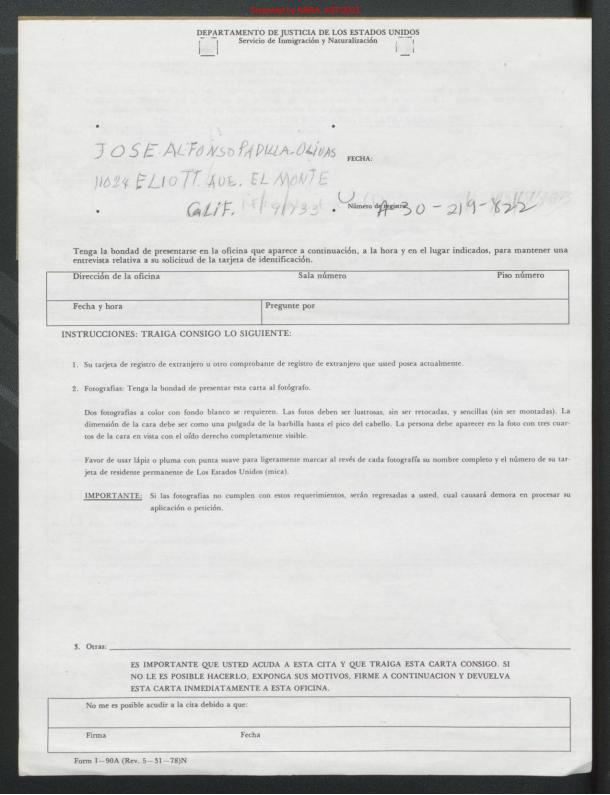 DEPARTAMENTO DE JUSTICIA DE LOS ESTADOS UNIDOS
Servicio de Inmigración y Naturalización
JOSE ALFONSO PADILLA-OLIVAS
FECHA:
11024 ELIOTT. AVE. EL MONTE
CALIF. 91733
Número de registro
A-30-219-822
Tenga la bondad de presentarse en la oficina que aparece a continuación, a la hora y en el lugar indicados, para mantener una
entrevista relativa a su solicitud de la tarjeta de identificación.
Dirección de la oficina Sala número Piso número
Fecha y hora Pregunte por
INSTRUCCIONES: TRAIGA CONSIGO LO SIGUIENTE:
1. Su tarjeta de registro de extranjero u otro comprobante de registro de extranjero que usted posea actualmente.
2. Fotografias: Tenga la bondad de presentar esta carta al fotógrafo.
Dos fotografias a color con fondo blanco se requieren. Las fotos deben ser lustrosas, sin ser retocadas, y sencillas (sin ser montadas). La
dimensión de la cara debe ser como una pulgada de la barbilla hasta el pico del cabello. La persona debe aparecer en la foto con tres cuar-
tos de la cara en vista con el oído derecho completamente visible.
Favor de usar lápiz o pluma con punta suave para ligeramente marcar al revés de cada fotografía su nombre completo y el número de su tar-
jeta de residente permanente de Los Estados Unidos (mica).
IMPORTANTE: Si las fotografias no cumplen con estos requerimientos, serán regresadas a usted, cual causará demora en procesar su
aplicación o petición.
3. Otras:
ES IMPORTANTE QUE USTED ACUDA A ESTA CITA Y QUE TRAIGA ESTA CARTA CONSIGO. SI
NO LE ES POSIBLE HACERLO, EXPONGA SUS MOTIVOS, FIRME A CONTINUACION Y DEVUELVA
ESTA CARTA INMEDIATAMENTE A ESTA OFICINA.
No me es posible acudir a la cita debido a que:
Firma Fecha
Form I-90A (Rev. 5-31-78)N